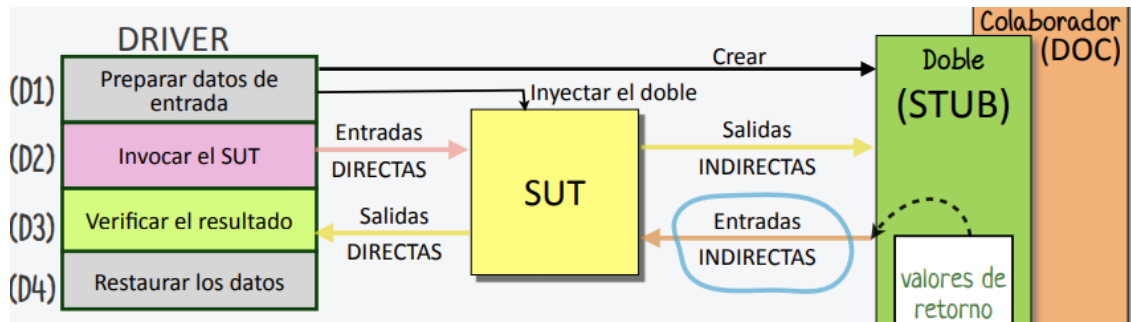 DRIVER
(D1)
Preparar datos de
entrada
(D2)
Invocar el SUT
(D3)
Verificar el resultado
(D4)
Restaurar los datos
Crear
Inyectar el doble
Entradas
DIRECTAS
Salidas
DIRECTAS
SUT
Salidas
INDIRECTAS
Entradas
INDIRECTAS
Colaborador
(DOC)
Doble
(STUB)
valores de
retorno